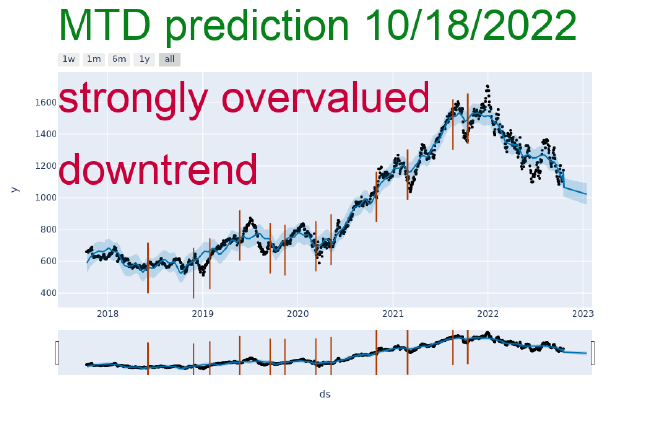 MTD prediction 10/18/2022
1w 1m 6m 1y all
strongly overvalued
downtrend
y
1600
1400
1200
1000
800
600
400
2018 2019 2020 2021 2022 2023
ds